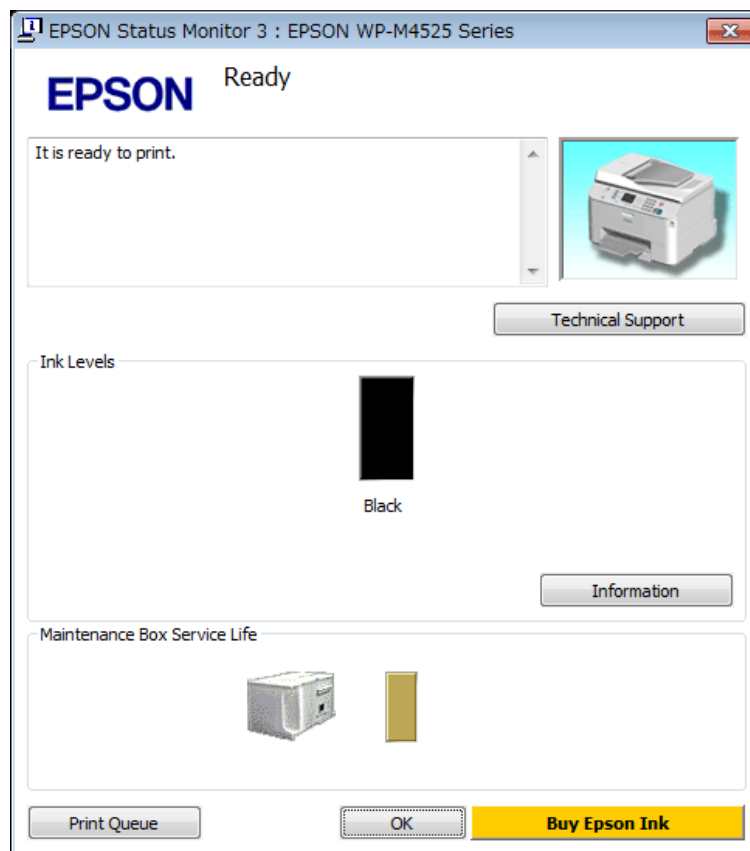 EPSON Status Monitor 3 : EPSON WP-M4525 Series
EPSON
Ready
It is ready to print.
Technical Support
Ink Levels
Black
Information
Maintenance Box Service Life
Print Queue
OK
Buy Epson Ink